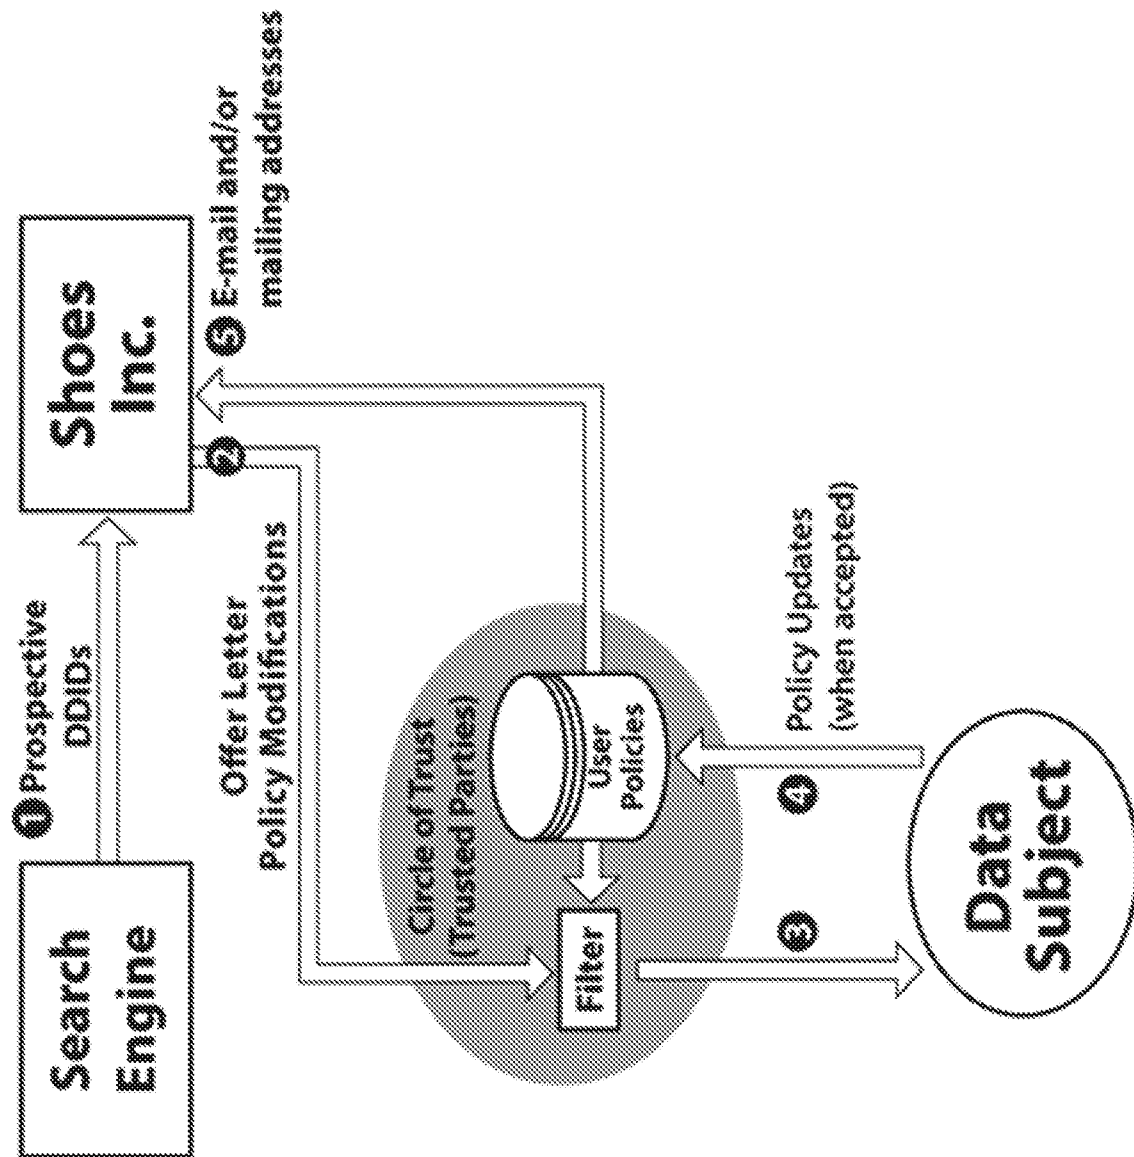 Search
Engine
1 Prospective
DDIDs
Shoes
Inc.
5 E-mail and/or
mailing addresses
2
Offer Letter
Policy Modifications
Circle of Trust
(Trusted Parties)
Filter
User
Policies
3
4
Policy Updates
(when accepted)
Data
Subject